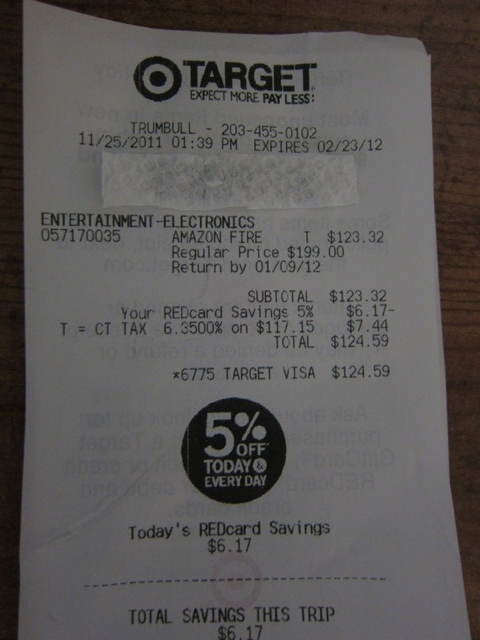 TARGET
EXPECT MORE. PAY LESS.
TRUMBULL - 203-455-0102
11/25/2011 01:39 PM EXPIRES 02/23/12
ENTERTAINMENT-ELECTRONICS
057170035 AMAZON FIRE T $123.32
Regular Price $199.00
Return by 01/09/12
SUBTOTAL $123.32
Your REDcard Savings 5% $6.17-
T = CT TAX 6.3500% on $117.15 $7.44
TOTAL $124.59
*6775 TARGET VISA $124.59
5%
OFF
TODAY &
EVERY DAY
Today's REDcard Savings
$6.17
TOTAL SAVINGS THIS TRIP
$6.17